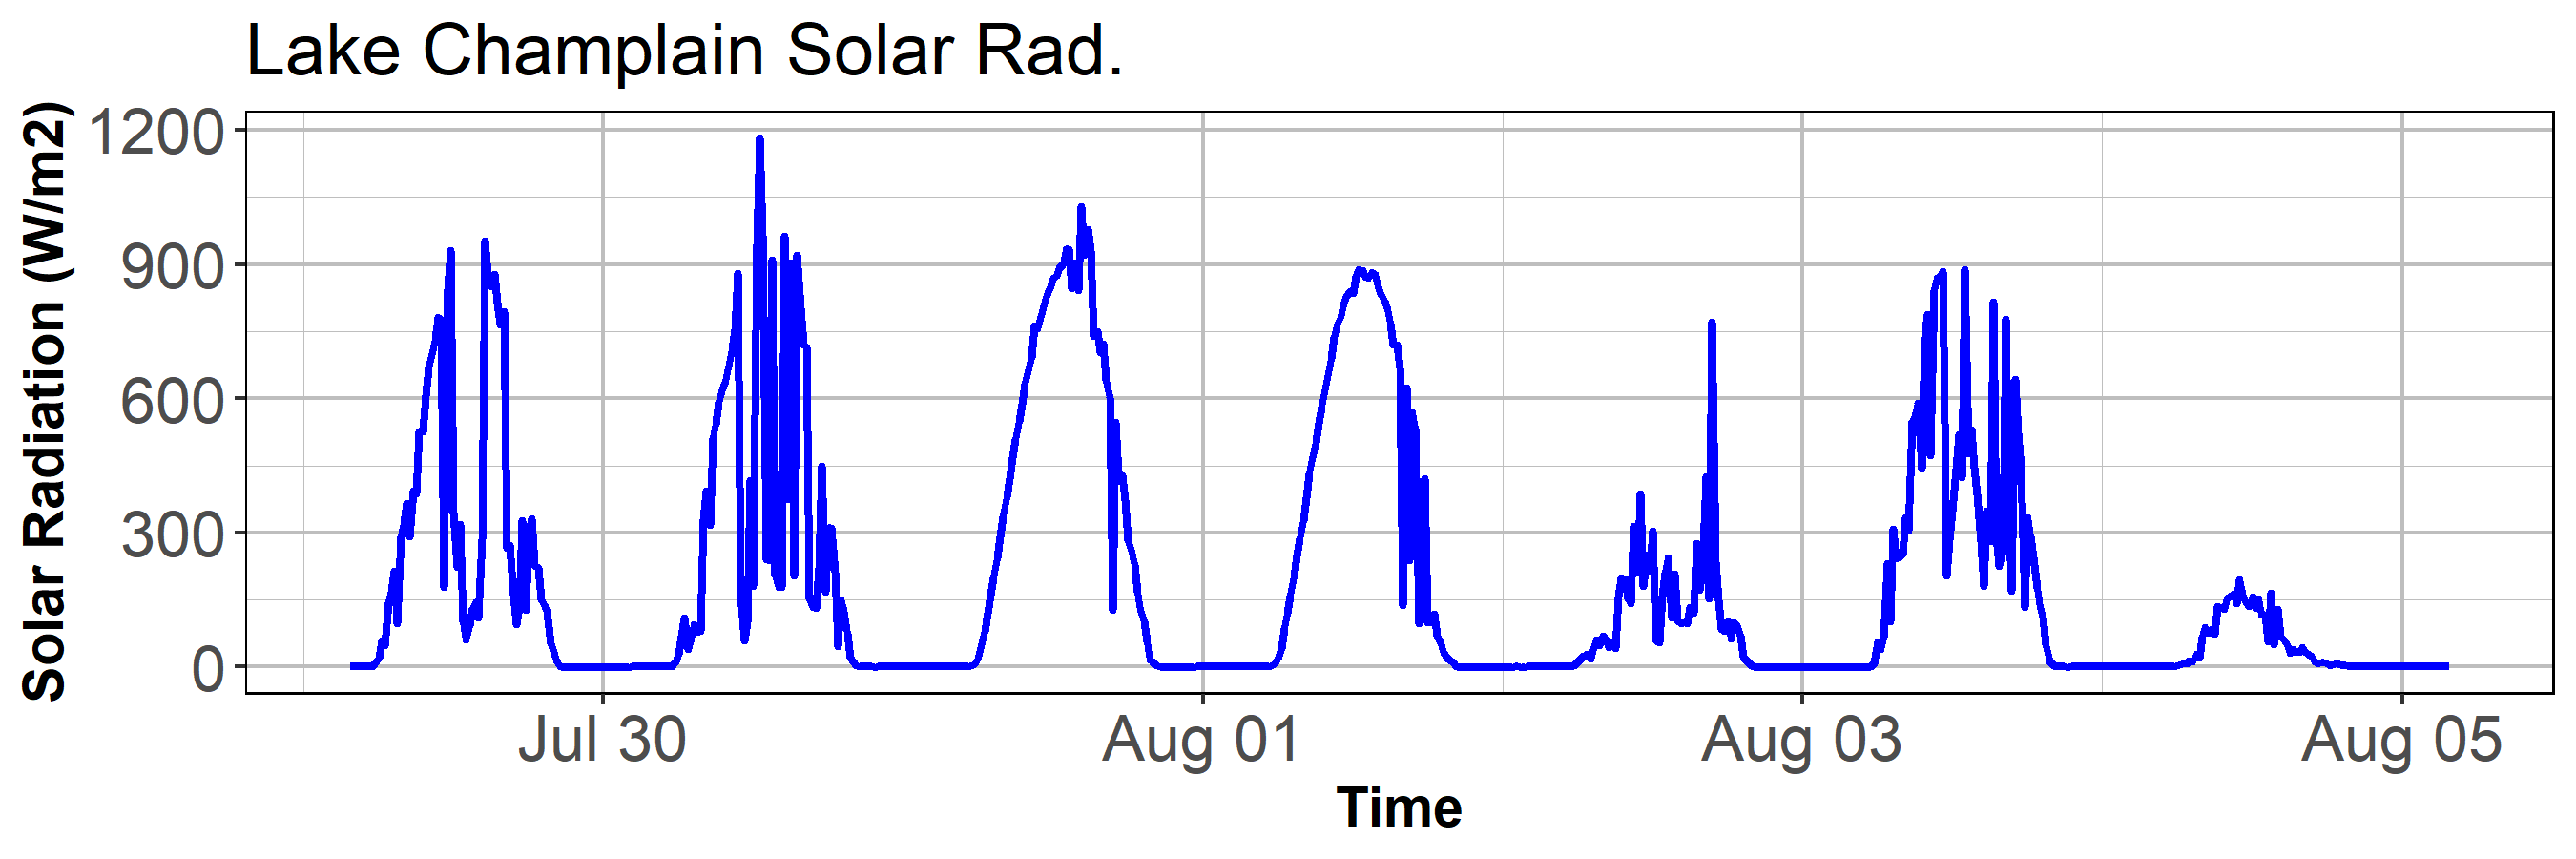 Lake Champlain Solar Rad.
Solar Radiation (W/m2)
1200
900
600
300
0
Jul 30 Aug 01 Aug 03 Aug 05
Time